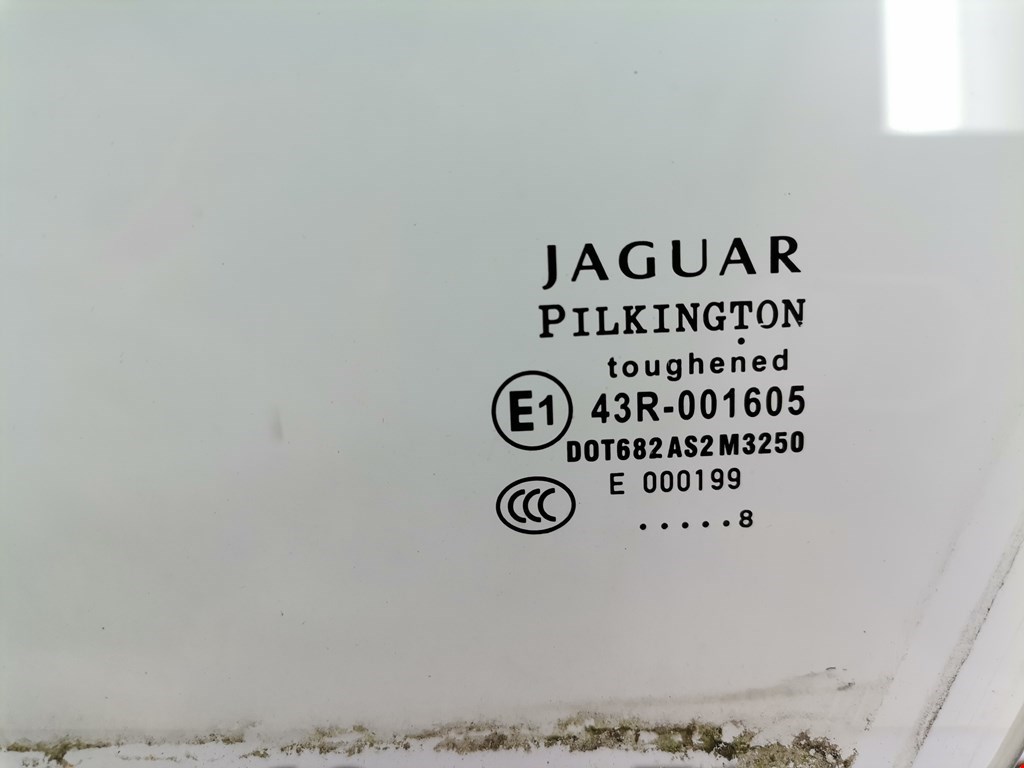 JAGUAR
PILKINGTON
toughened
E1 43R-001605
DOT682 AS2 M3250
E 000199
CCC
.....8